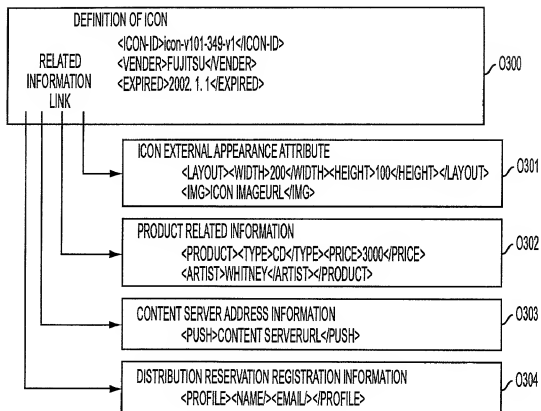 DEFINITION OF ICON
<ICON-ID>icon-v101-349-v1</ICON-ID>
<VENDER>FUJITSU</VENDER>
<EXPIRED>2002.1.1</EXPIRED>
RELATED
INFORMATION
LINK
O300
ICON EXTERNAL APPEARANCE ATTRIBUTE
<LAYOUT><WIDTH>200</WIDTH><HEIGHT>100</HEIGHT></LAYOUT>
<IMG>ICON IMAGEURL</IMG>
O301
PRODUCT RELATED INFORMATION
<PRODUCT><TYPE>CD</TYPE><PRICE>3000</PRICE>
<ARTIST>WHITNEY</ARTIST></PRODUCT>
O302
CONTENT SERVER ADDRESS INFORMATION
<PUSH>CONTENT SERVERURL</PUSH>
O303
DISTRIBUTION RESERVATION REGISTRATION INFORMATION
<PROFILE><NAME/><EMAIL/></PROFILE>
O304